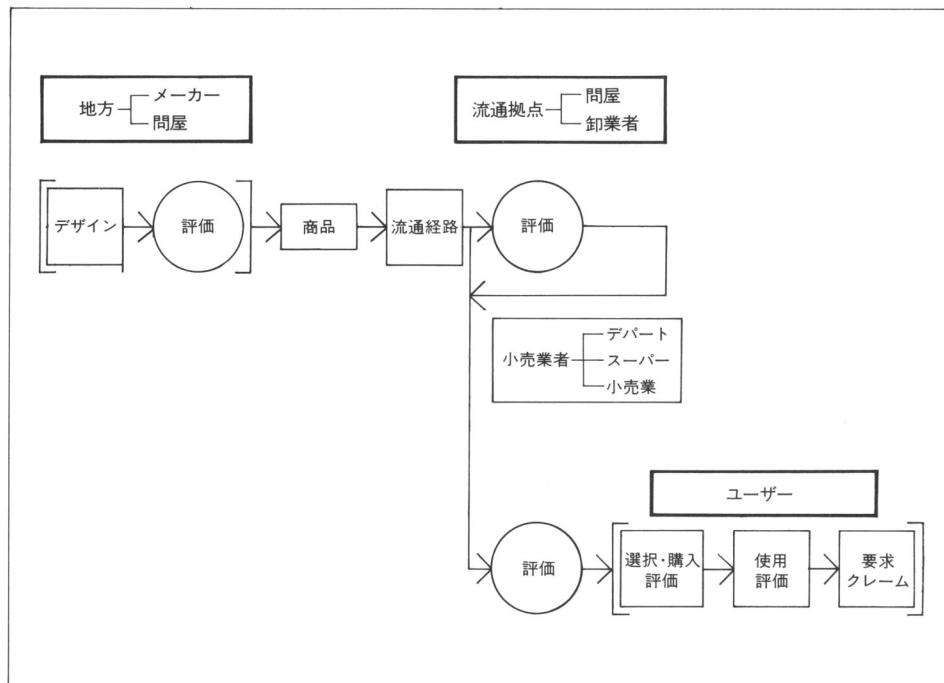 地方
メーカー
問屋
流通拠点
問屋
卸業者
デザイン
評価
商品
流通経路
評価
小売業者
デパート
スーパー
小売業
ユーザー
評価
選択・購入
評価
使用
評価
要求
クレーム